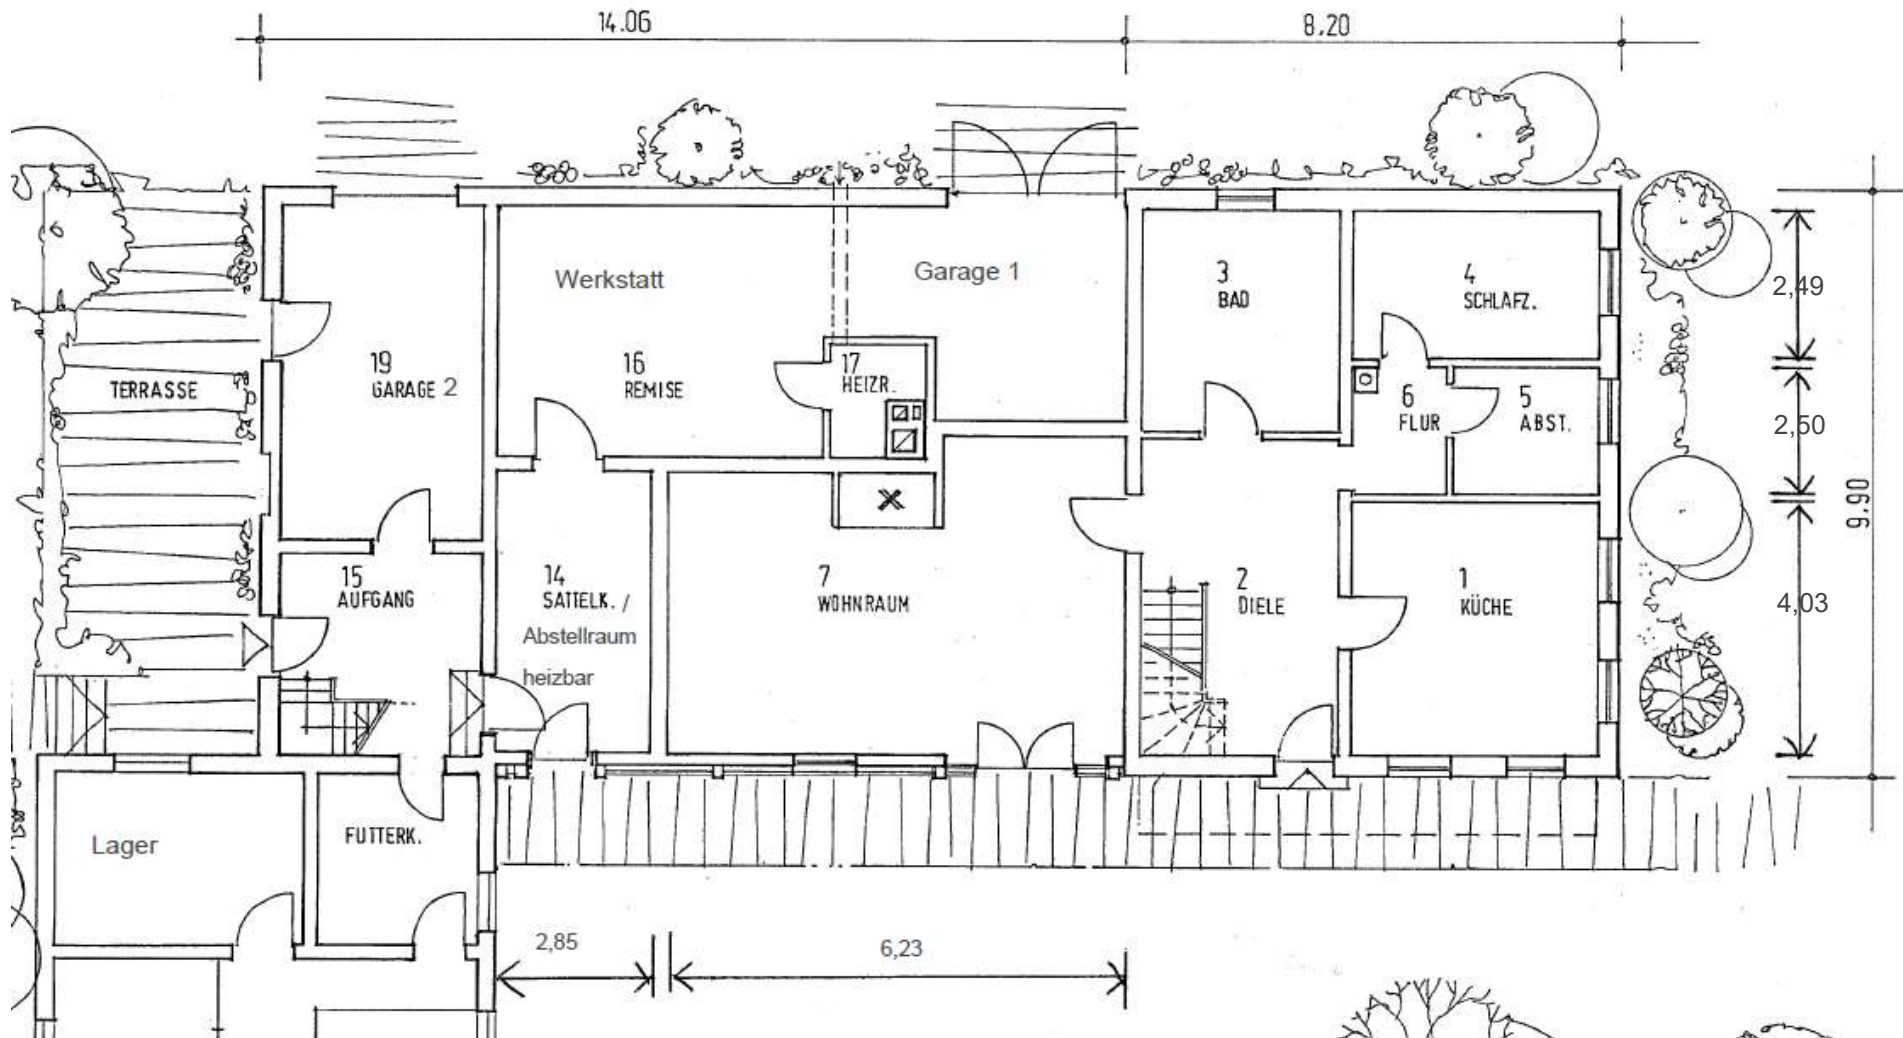 14.06
8.20
Werkstatt
Garage 1
3
BAD
4
SCHLAFZ.
2,49
TERRASSE
19
GARAGE 2
16
REMISE
17
HEIZR.
6
FLUR
5
ABST.
2,50
9.90
15
AUFGANG
14
SATTELK. /
Abstellraum
heizbar
7
WOHNRAUM
2
DIELE
1
KÜCHE
4,03
Lager
FUTTERK.
2,85
6,23